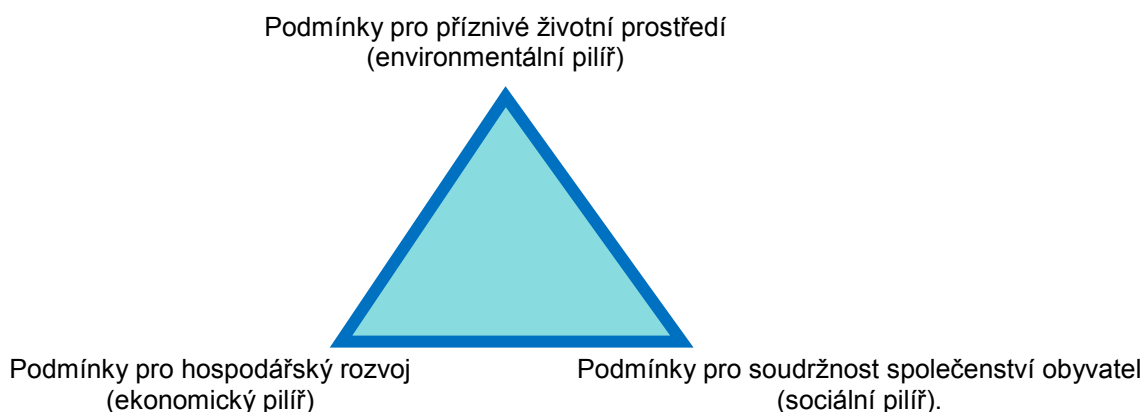 Podmínky pro příznivé životní prostředí
(environmentální pilíř)
Podmínky pro hospodářský rozvoj
(ekonomický pilíř)
Podmínky pro soudržnost společenství obyvatel
(sociální pilíř).